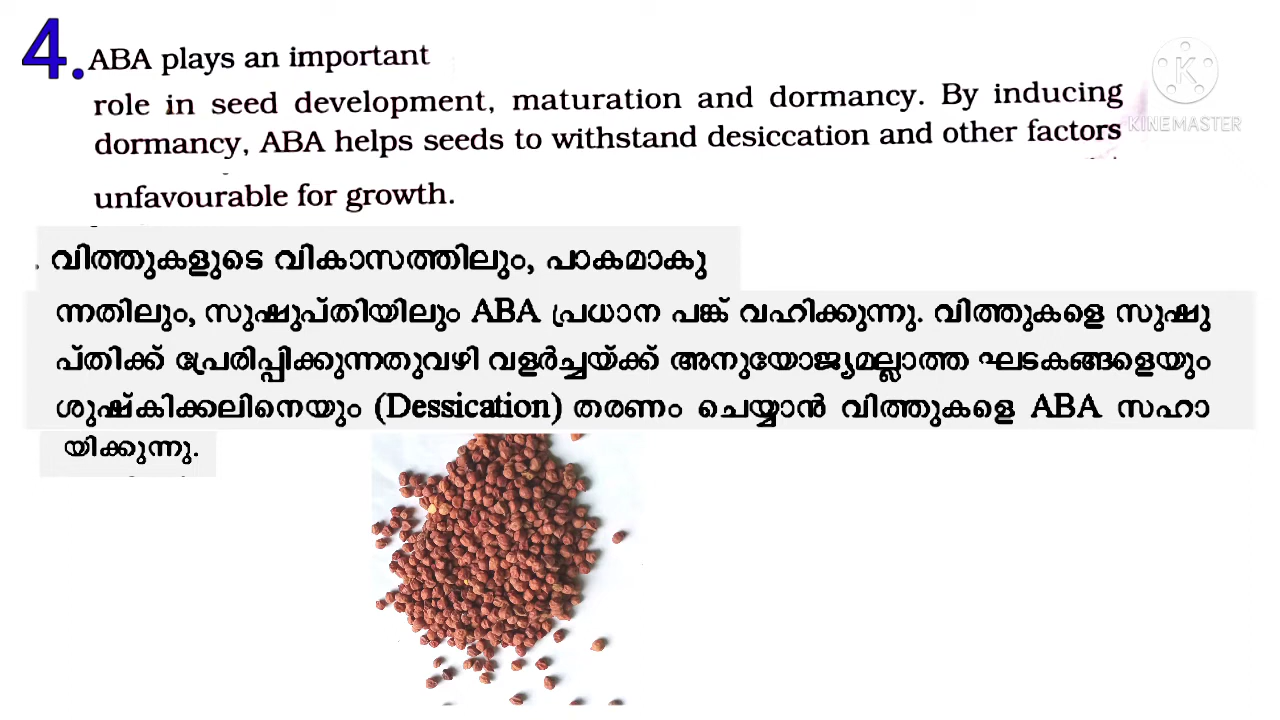 4. ABA plays an important
role in seed development, maturation and dormancy. By inducing
dormancy, ABA helps seeds to withstand desiccation and other factors
unfavourable for growth.
K
KINEMASTER
. വിത്തുകളുടെ വികാസത്തിലും, പാകമാകു
ന്നതിലും, സുഷുപ്തിയിലും ABA പ്രധാന പങ്ക് വഹിക്കുന്നു. വിത്തുകളെ സുഷു
പ്തിക്ക് പ്രേരിപ്പിക്കുന്നതുവഴി വളർച്ചയ്ക്ക് അനുയോജ്യമല്ലാത്ത ഘടകങ്ങളെയും
ശുഷ്കിക്കലിനെയും (Dessication) തരണം ചെയ്യാൻ വിത്തുകളെ ABA സഹാ
യിക്കുന്നു.